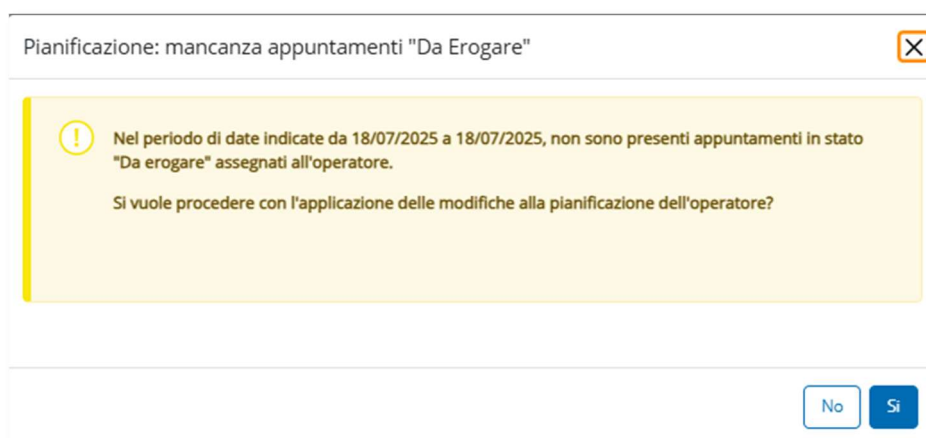 Pianificazione: mancanza appuntamenti "Da Erogare"
Nel periodo di date indicate da 18/07/2025 a 18/07/2025, non sono presenti appuntamenti in stato
"Da erogare" assegnati all'operatore.
Si vuole procedere con l'applicazione delle modifiche alla pianificazione dell'operatore?
No
Si